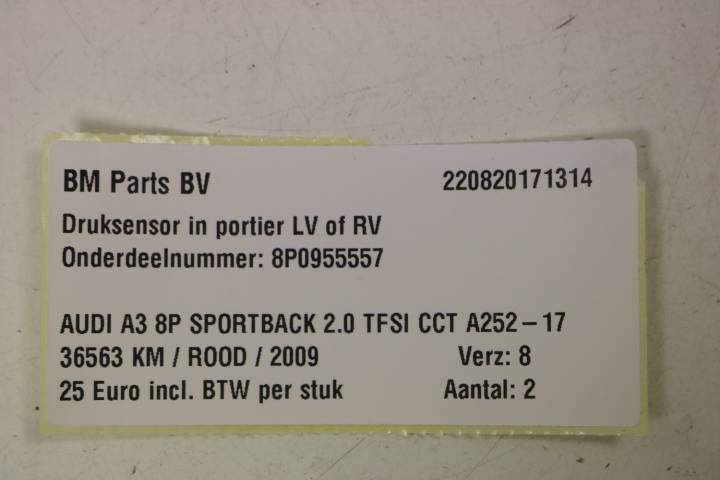 BM Parts BV 220820171314
Druksensor in portier LV of RV
Onderdeelnummer: 8P0955557
AUDI A3 8P SPORTBACK 2.0 TFSI CCT A252-17
36563 KM / ROOD / 2009 Verz: 8
25 Euro incl. BTW per stuk Aantal: 2